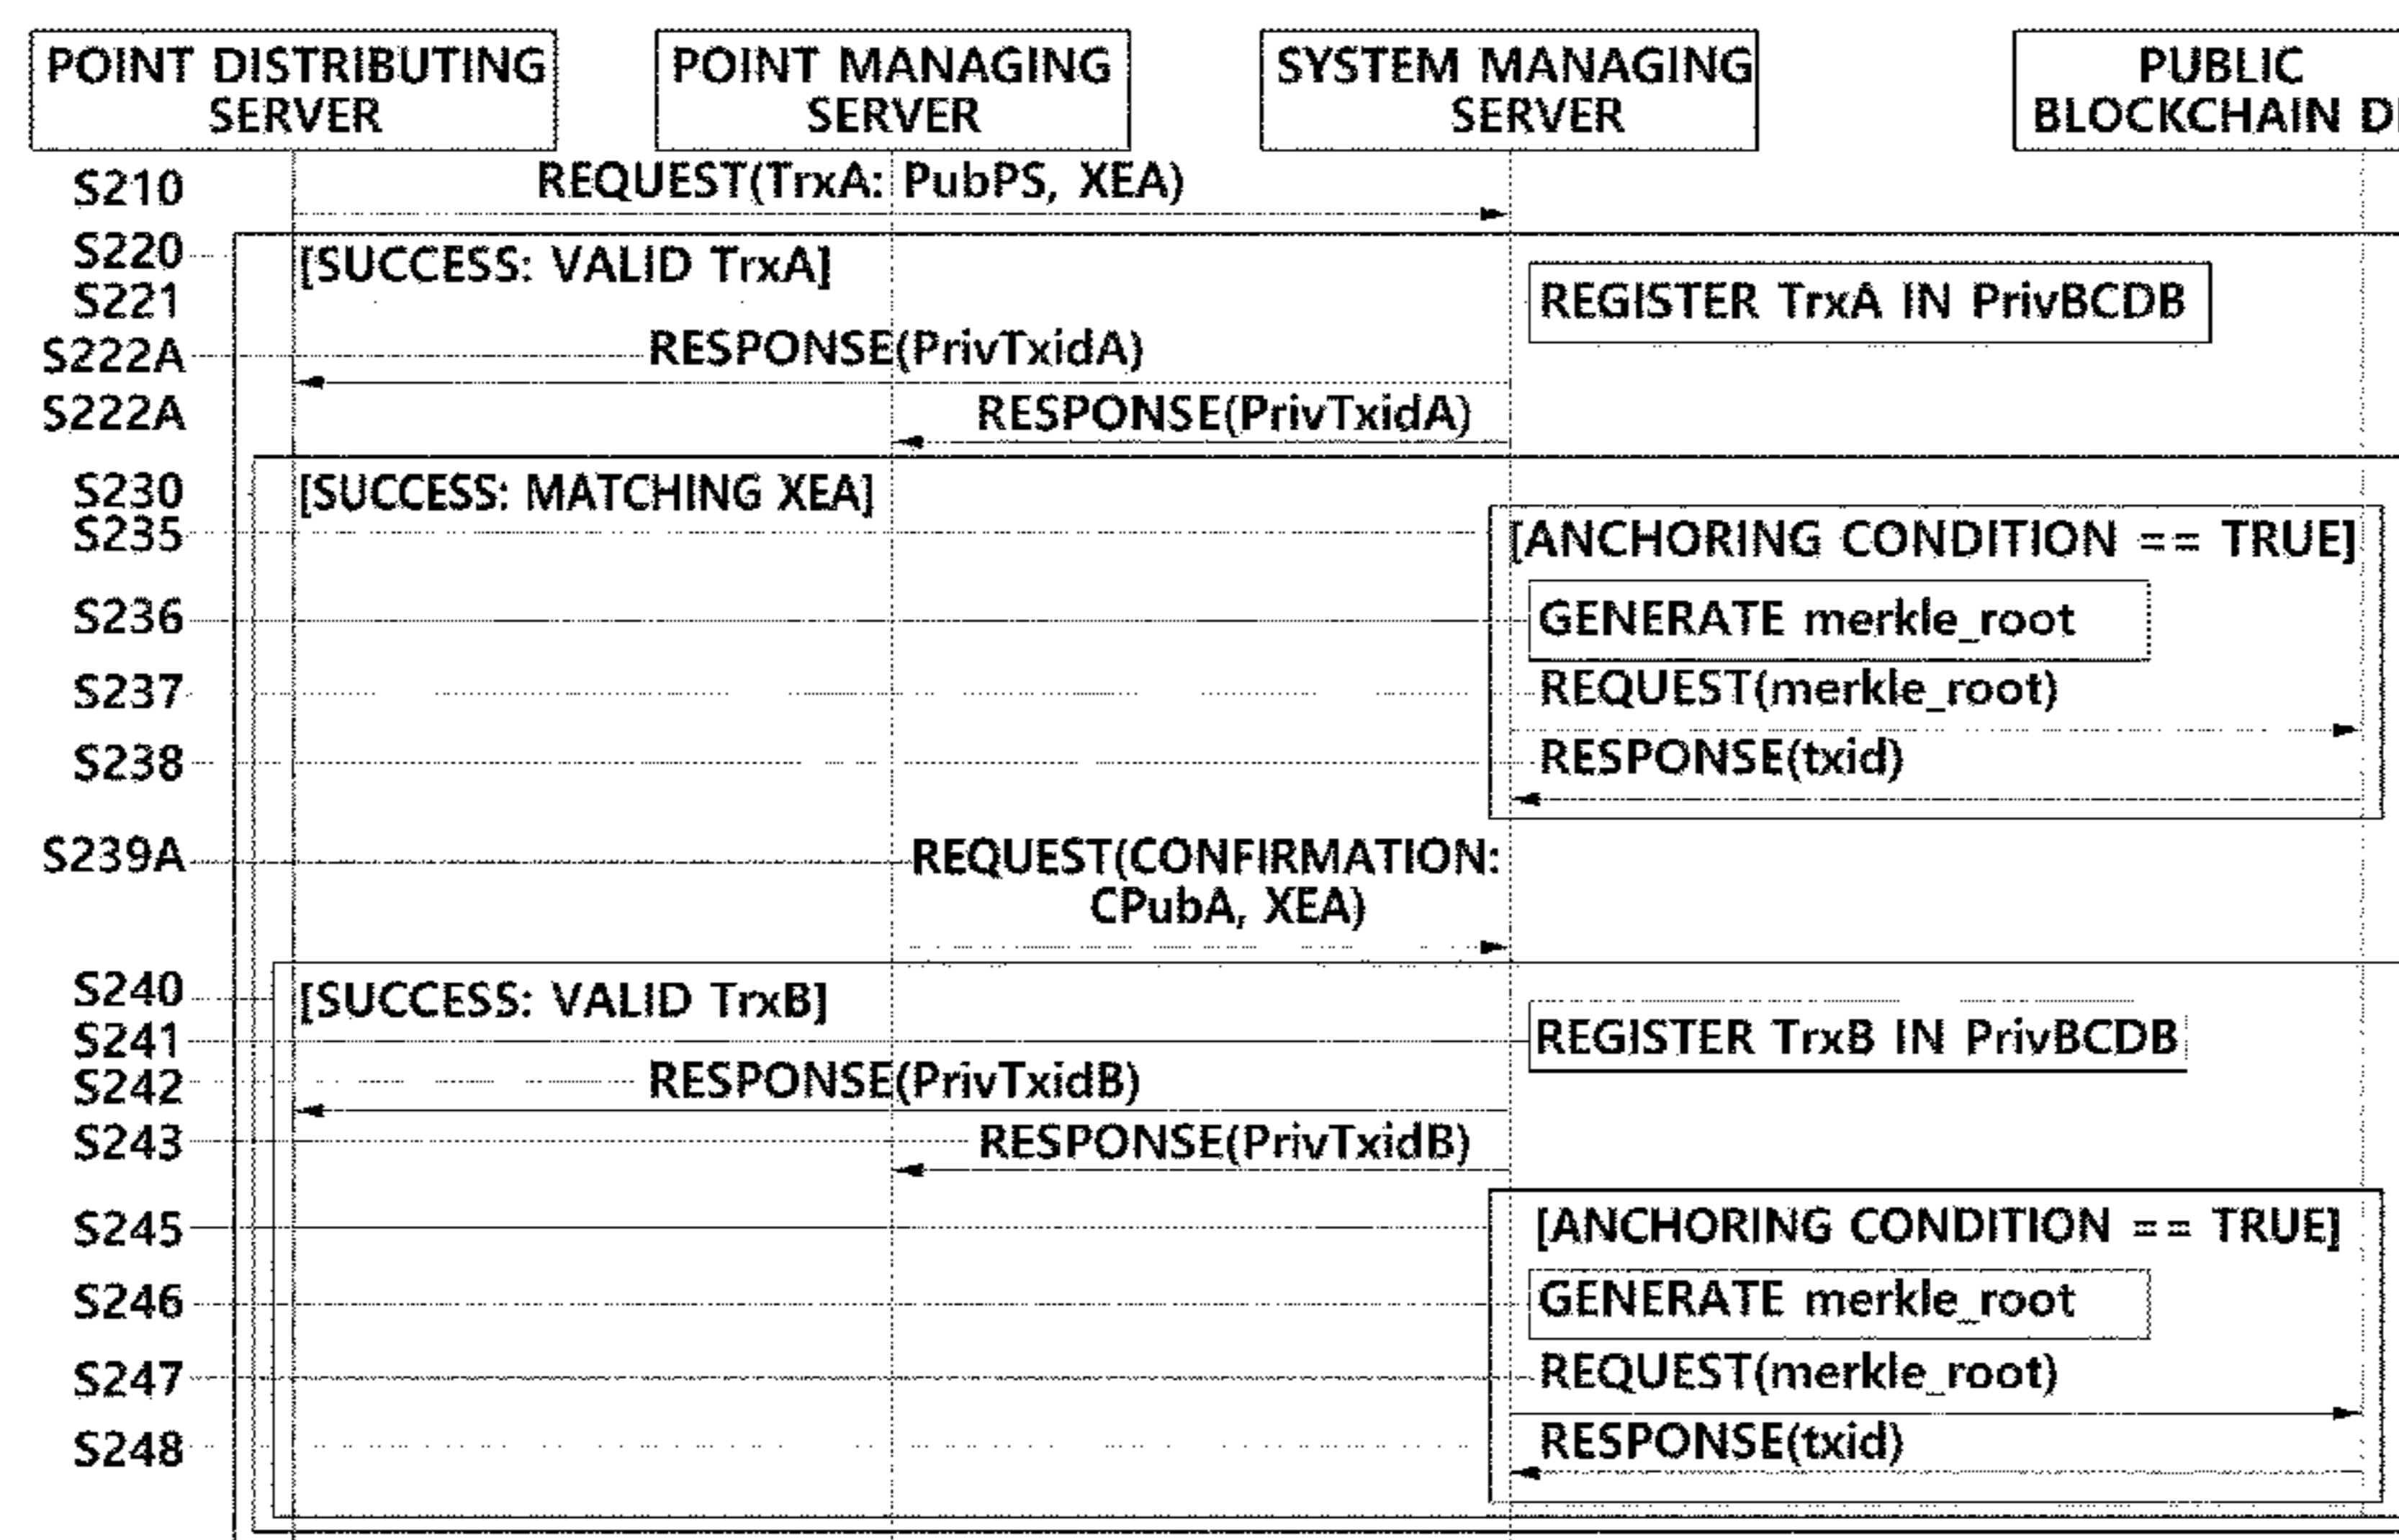 POINT DISTRIBUTING
SERVER
POINT MANAGING
SERVER
SYSTEM MANAGING
SERVER
PUBLIC
BLOCKCHAIN
S210
REQUEST(TrxA: PubPS, XEA)
S220
[SUCCESS: VALID TrxA]
S221
REGISTER TrxA IN PrivBCDB
S222A
RESPONSE(PrivTxidA)
S222A
RESPONSE(PrivTxidA)
S230
[SUCCESS: MATCHING XEA]
S235
[ANCHORING CONDITION == TRUE]
S236
GENERATE merkle_root
S237
REQUEST(merkle_root)
S238
RESPONSE(txid)
S239A
REQUEST(CONFIRMATION:
CPubA, XEA)
S240
[SUCCESS: VALID TrxB]
S241
REGISTER TrxB IN PrivBCDB
S242
RESPONSE(PrivTxidB)
S243
RESPONSE(PrivTxidB)
S245
[ANCHORING CONDITION == TRUE]
S246
GENERATE merkle_root
S247
REQUEST(merkle_root)
S248
RESPONSE(txid)